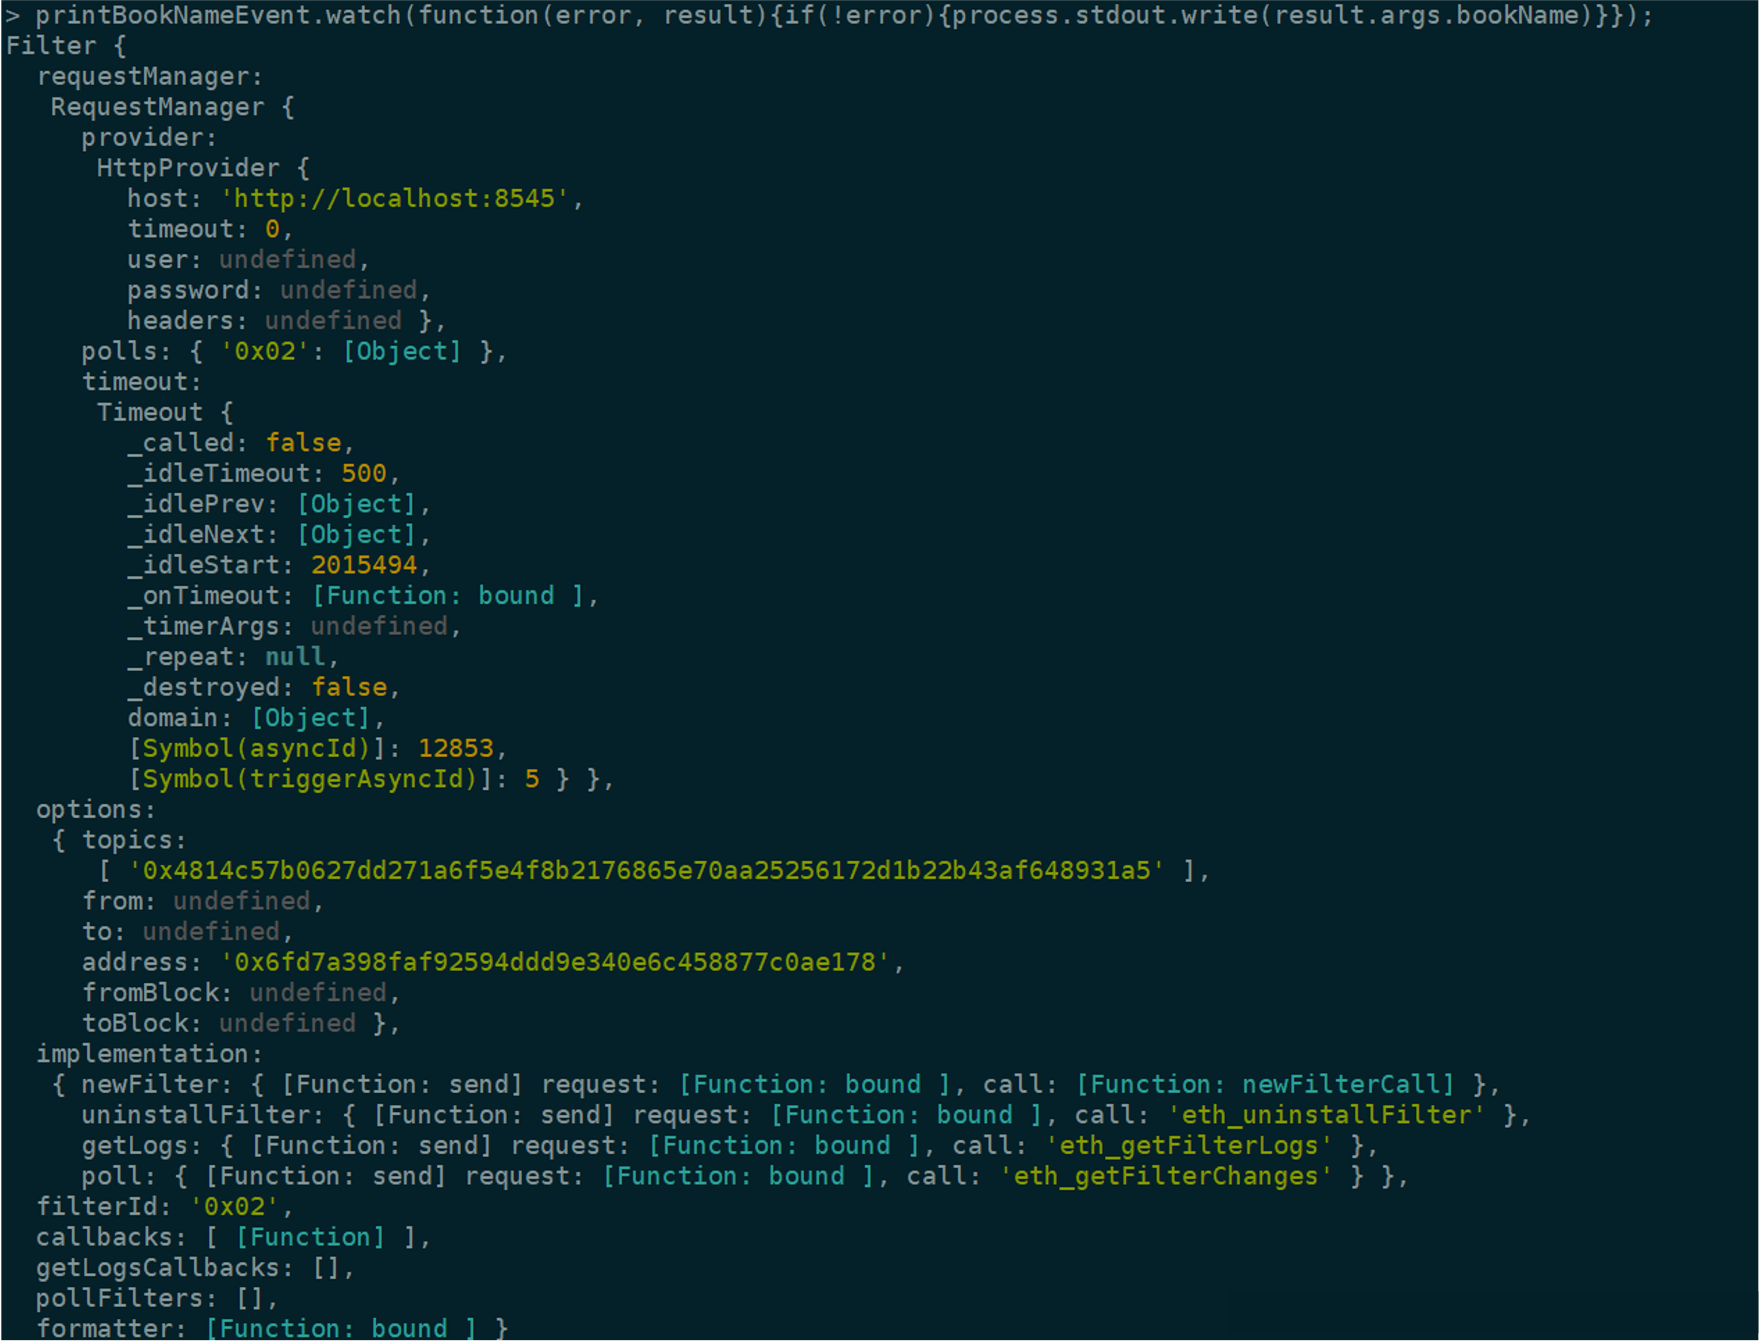 > printBookNameEvent.watch(function(error, result){if(!error){process.stdout.write(result.args.bookName)}});
Filter {
  requestManager:
   RequestManager {
     provider:
      HttpProvider {
        host: 'http://localhost:8545',
        timeout: 0,
        user: undefined,
        password: undefined,
        headers: undefined },
     polls: { '0x02': [Object] },
     timeout:
      Timeout {
        _called: false,
        _idleTimeout: 500,
        _idlePrev: [Object],
        _idleNext: [Object],
        _idleStart: 2015494,
        _onTimeout: [Function: bound ],
        _timerArgs: undefined,
        _repeat: null,
        _destroyed: false,
        domain: [Object],
        [Symbol(asyncId)]: 12853,
        [Symbol(triggerAsyncId)]: 5 } },
  options:
   { topics:
      [ '0x4814c57b0627dd271a6f5e4f8b2176865e70aa25256172d1b22b43af648931a5' ],
     from: undefined,
     to: undefined,
     address: '0x6fd7a398faf92594ddd9e340e6c458877c0ae178',
     fromBlock: undefined,
     toBlock: undefined },
  implementation:
   { newFilter: { [Function: send] request: [Function: bound ], call: [Function: newFilterCall] },
     uninstallFilter: { [Function: send] request: [Function: bound ], call: 'eth_uninstallFilter' },
     getLogs: { [Function: send] request: [Function: bound ], call: 'eth_getFilterLogs' },
     poll: { [Function: send] request: [Function: bound ], call: 'eth_getFilterChanges' } },
  filterId: '0x02',
  callbacks: [ [Function] ],
  getLogsCallbacks: [],
  pollFilters: [],
  formatter: [Function: bound ] }